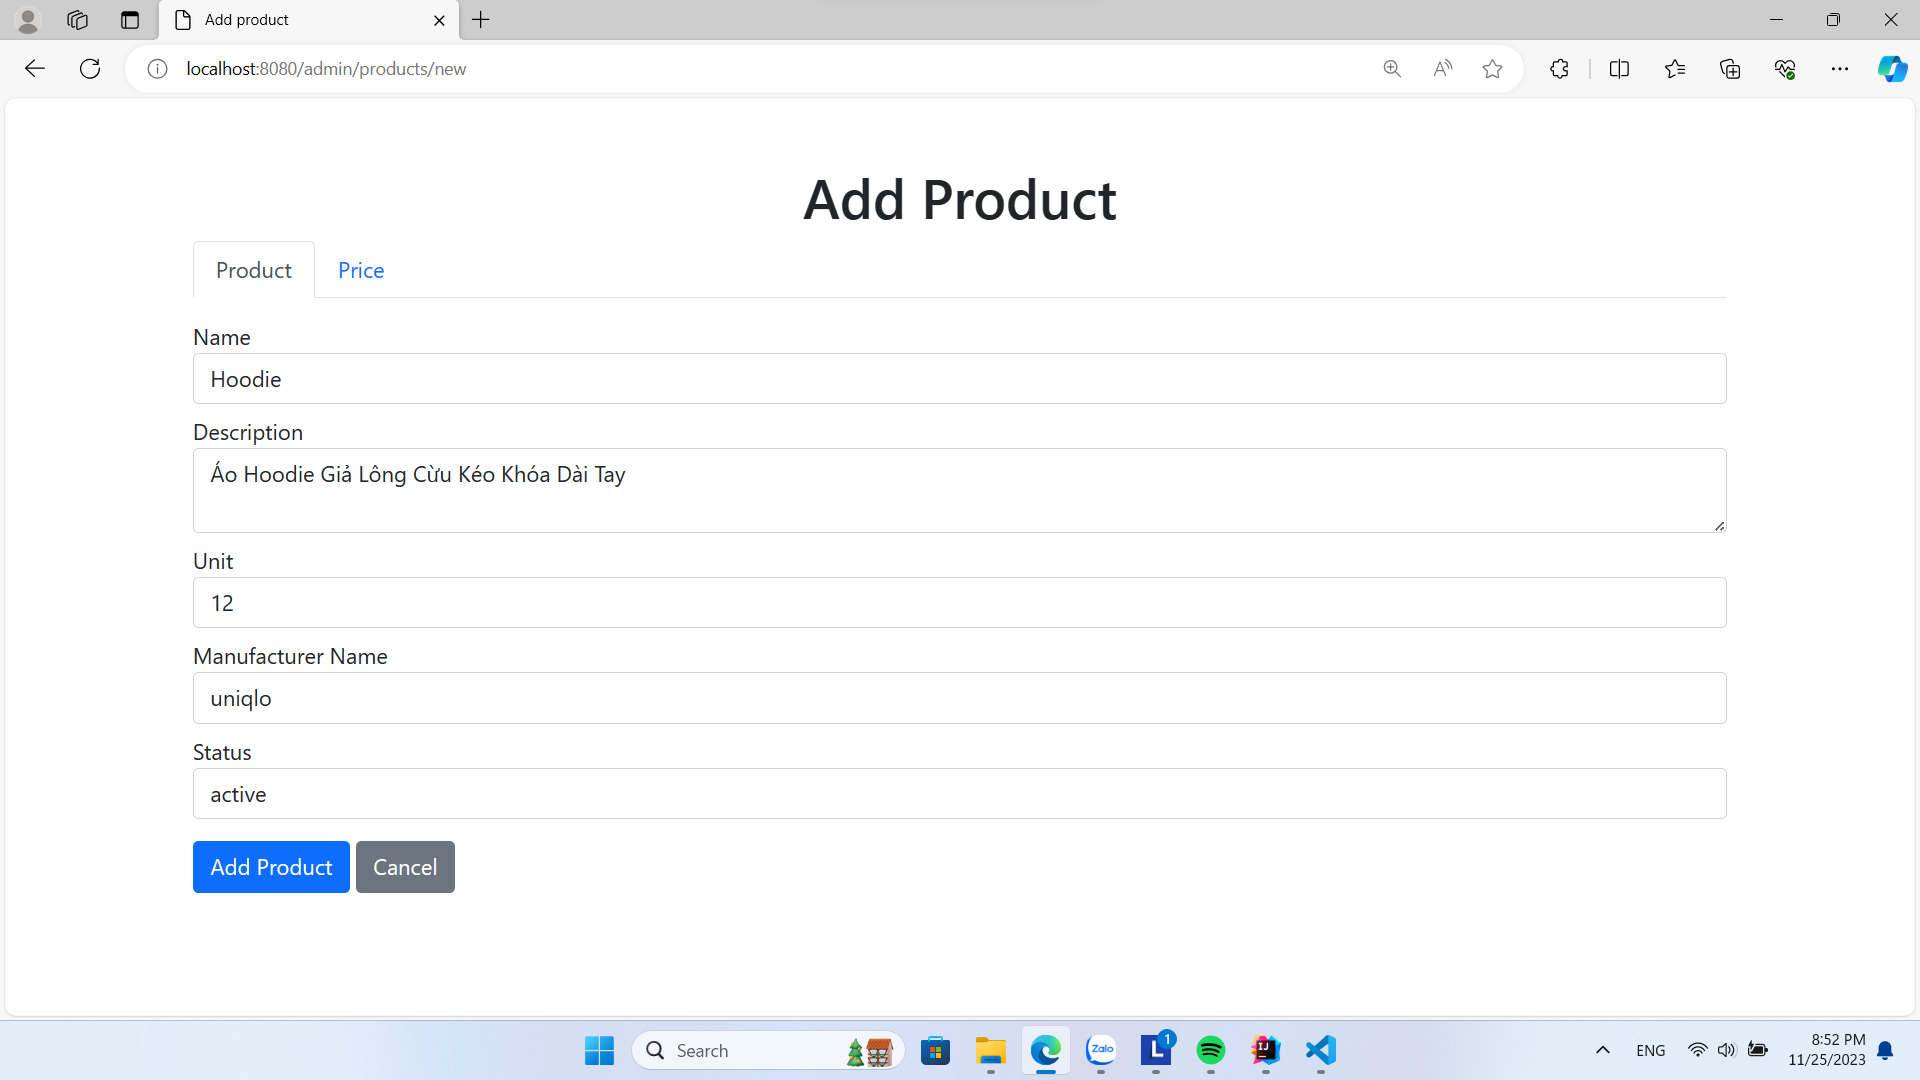 Add product
localhost:8080/admin/products/new
Add Product
Product Price
Name
Hoodie
Description
Áo Hoodie Giả Lông Cừu Kéo Khóa Dài Tay
Unit
12
Manufacturer Name
uniqlo
Status
active
Add Product Cancel
Search
Zalo
L
1
IJ
ENG
8:52 PM
11/25/2023